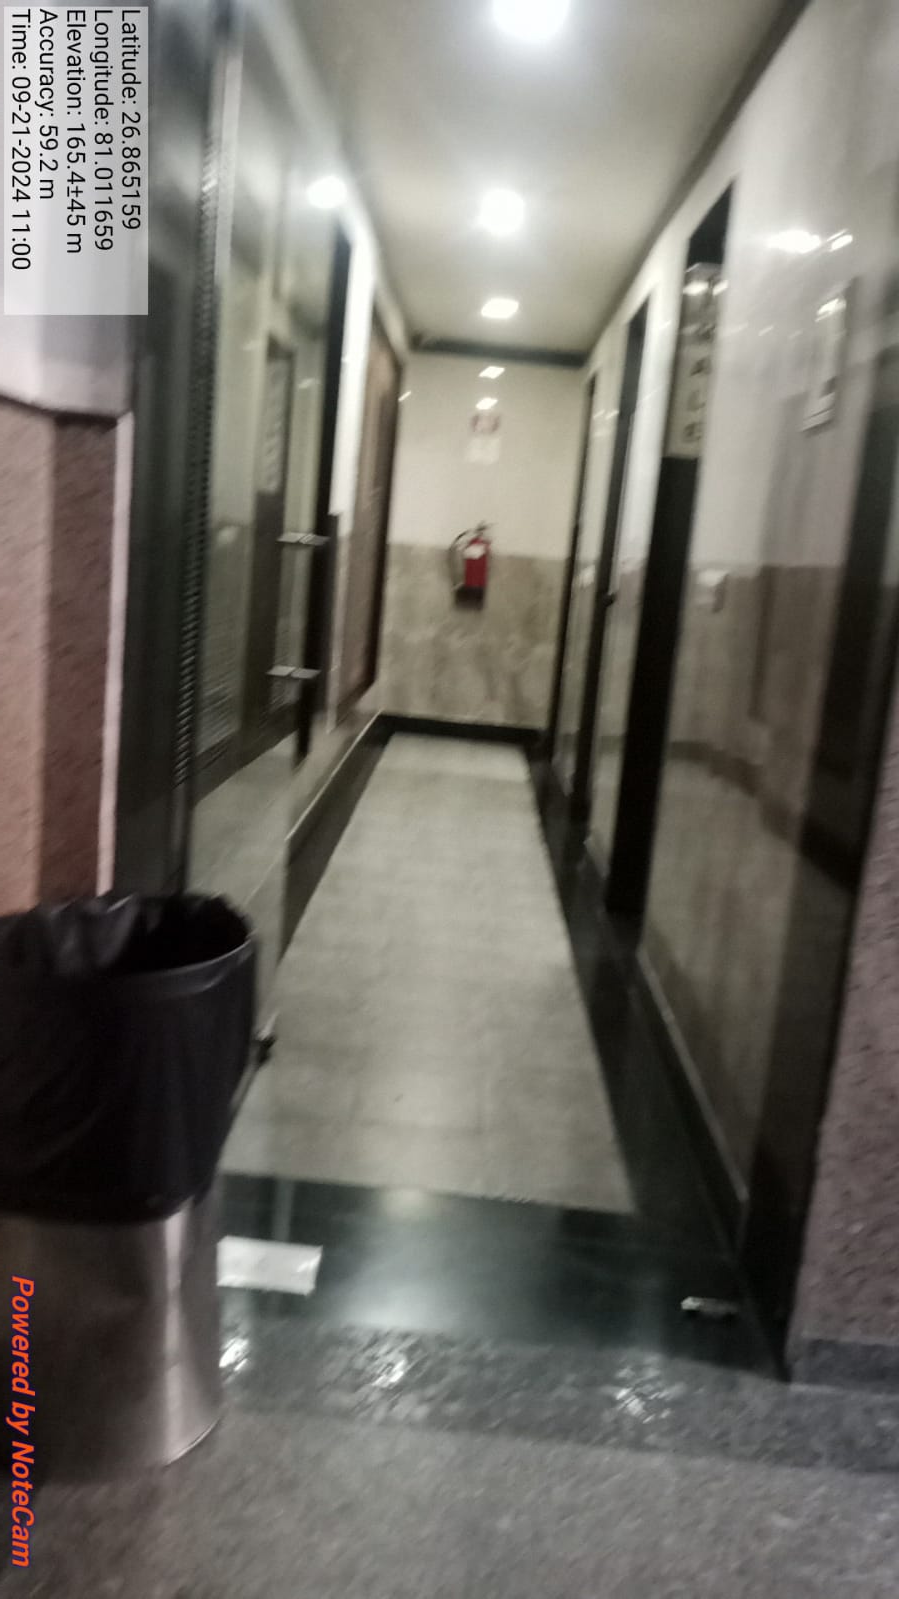 Latitude: 26.865159
Longitude: 81.011659
Elevation: 165.4±45 m
Accuracy: 59.2 m
Time: 09-21-2024 11:00
Powered by NoteCam